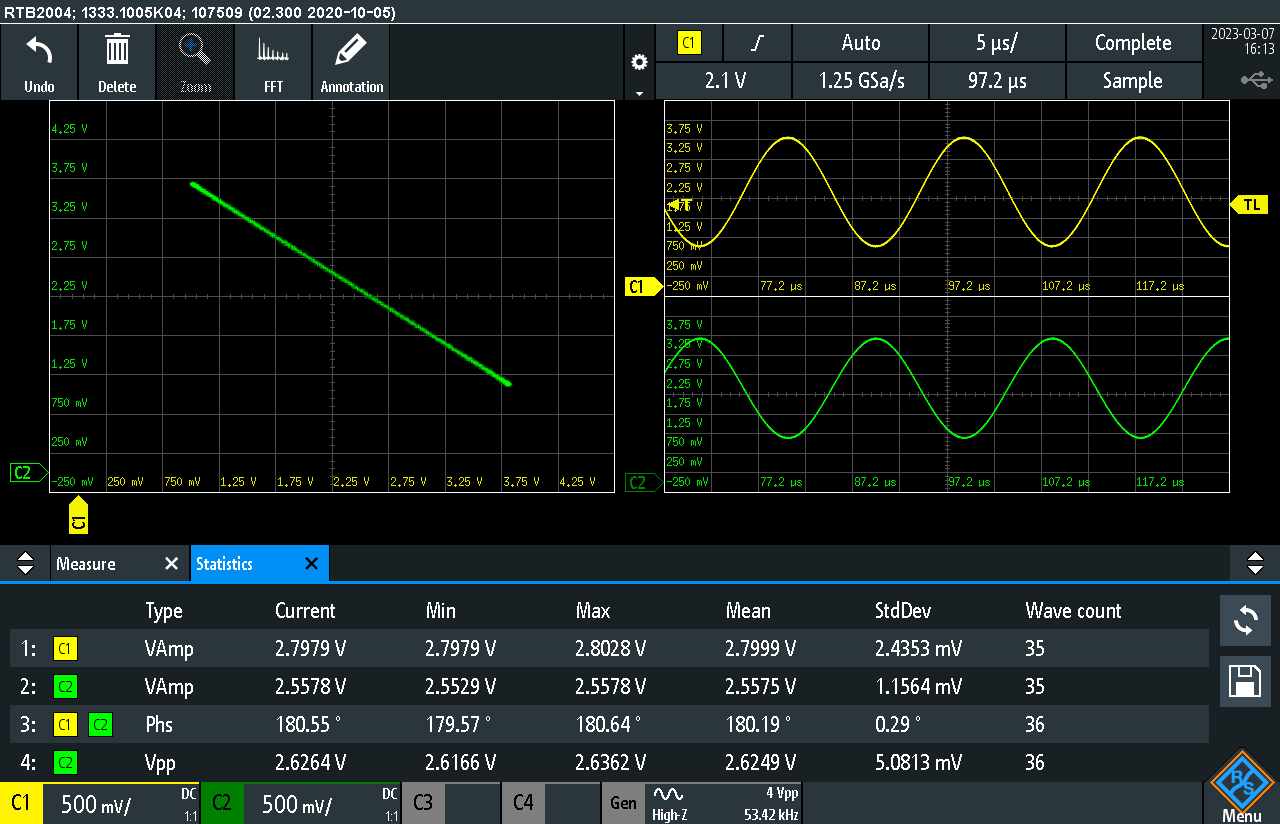 RTB2004; 1333.1005K04; 107509 (02.300 2020-10-05)
Undo Delete Zoom FFT Annotation
C1 Auto 5 µs/ Complete 2023-03-07
16:13
2.1 V 1.25 GSa/s 97.2 µs Sample
4.25 V
3.75 V
3.25 V
2.75 V
2.25 V
1.75 V
1.25 V
750 mV
250 mV
-250 mV 250 mV 750 mV 1.25 V 1.75 V 2.25 V 2.75 V 3.25 V 3.75 V 4.25 V
C2
C1
3.75 V
3.25 V
2.75 V
2.25 V
1.75 V
T
TL
1.25 V
750 mV
250 mV
C1
-250 mV 77.2 µs 87.2 µs 97.2 µs 107.2 µs 117.2 µs
3.75 V
3.25 V
2.75 V
2.25 V
1.75 V
1.25 V
750 mV
250 mV
C2
-250 mV 77.2 µs 87.2 µs 97.2 µs 107.2 µs 117.2 µs
Measure Statistics
Type Current Min Max Mean StdDev Wave count
1: C1 VAmp 2.7979 V 2.7979 V 2.8028 V 2.7999 V 2.4353 mV 35
2: C2 VAmp 2.5578 V 2.5529 V 2.5578 V 2.5575 V 1.1564 mV 35
3: C1 C2 Phs 180.55 ° 179.57 ° 180.64 ° 180.19 ° 0.29 ° 36
4: C2 Vpp 2.6264 V 2.6166 V 2.6362 V 2.6249 V 5.0813 mV 36
C1 500 mV/ DC
1:1
C2 500 mV/ DC
1:1
C3 C4 Gen High-Z 4 Vpp
53.42 kHz
R&S
Menu